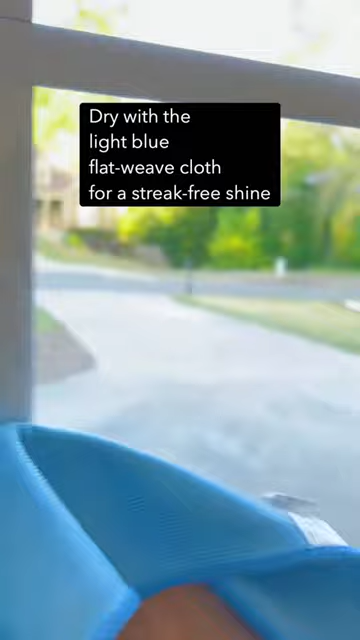 Dry with the
light blue
flat-weave cloth
for a streak-free shine